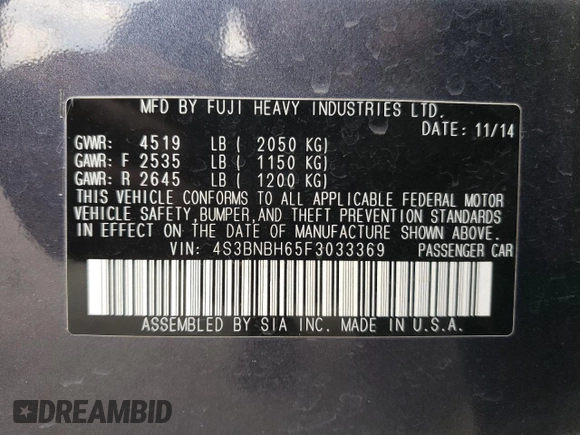 MFD BY FUJI HEAVY INDUSTRIES LTD.
DATE: 11/14
GVWR: 4519 LB ( 2050 KG)
GAWR: F 2535 LB ( 1150 KG)
GAWR: R 2645 LB ( 1200 KG)
THIS VEHICLE CONFORMS TO ALL APPLICABLE FEDERAL MOTOR
VEHICLE SAFETY,BUMPER,AND THEFT PREVENTION STANDARDS
IN EFFECT ON THE DATE OF MANUFACTURE SHOWN ABOVE.
VIN: 4S3BNBH65F3033369 PASSENGER CAR
ASSEMBLED BY SIA INC. MADE IN U.S.A.
DREAMBID